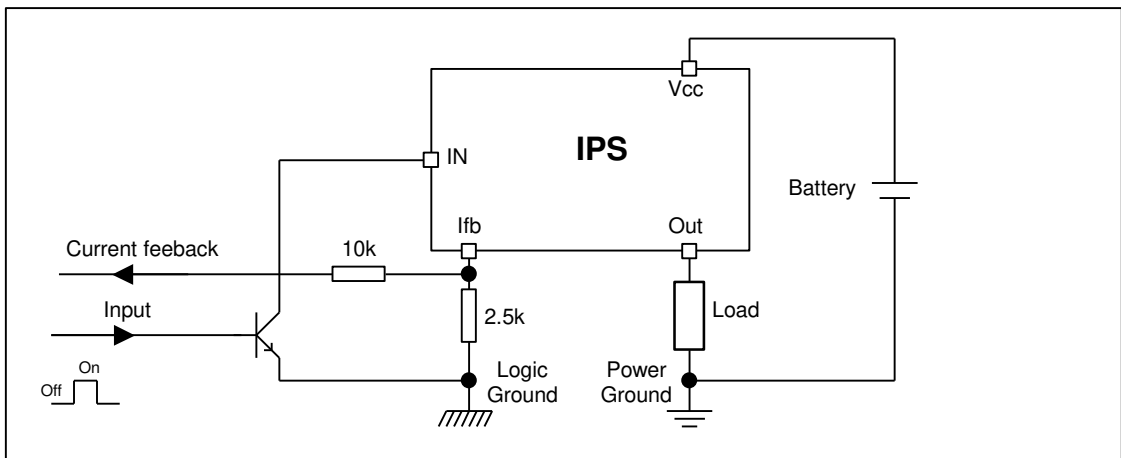 Vcc
IPS
IN
Battery
Ifb
Out
Current feeback
10k
Input
2.5k
Load
On
Off
Logic
Ground
Power
Ground